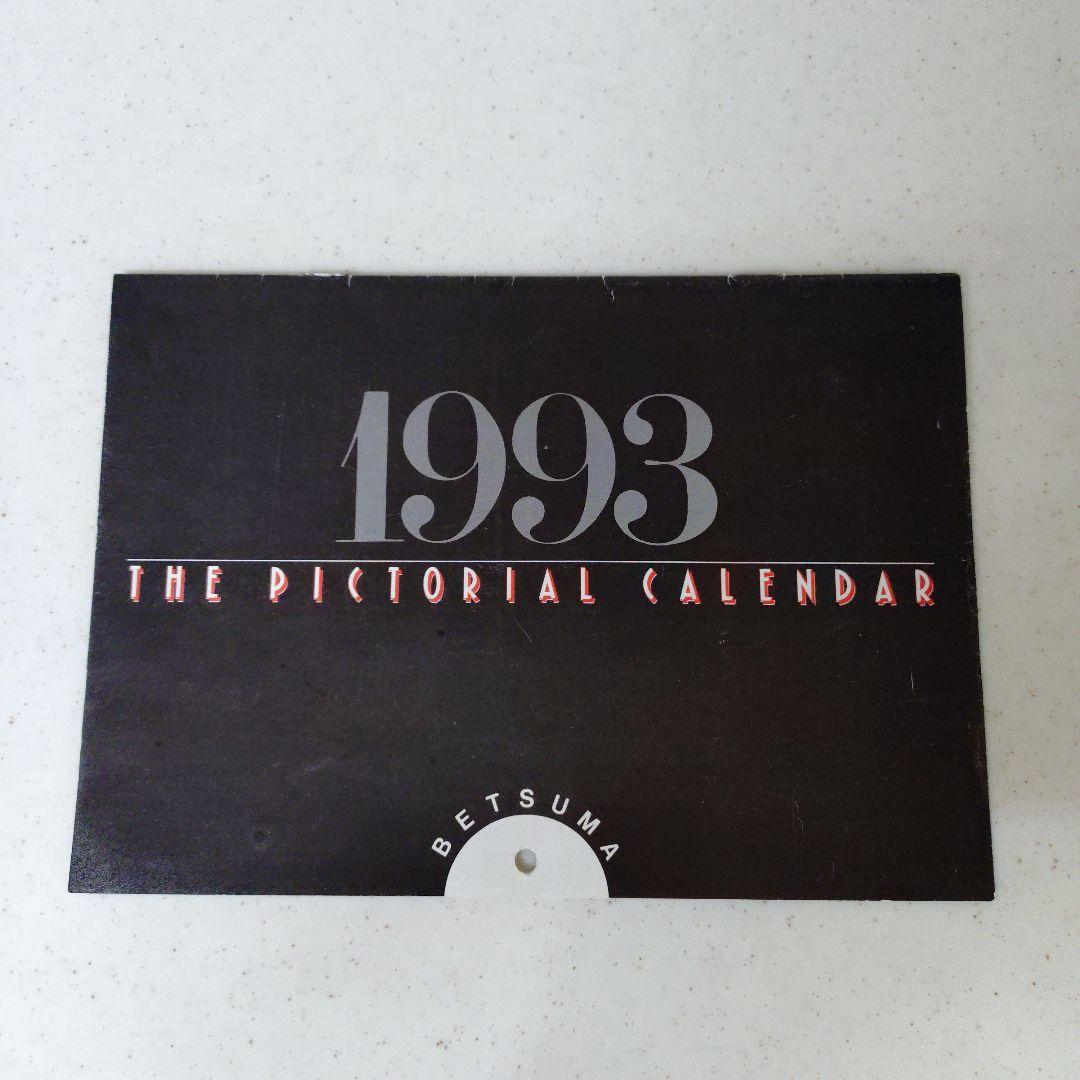 1993
THE PICTORIAL CALENDAR
BETSUMA